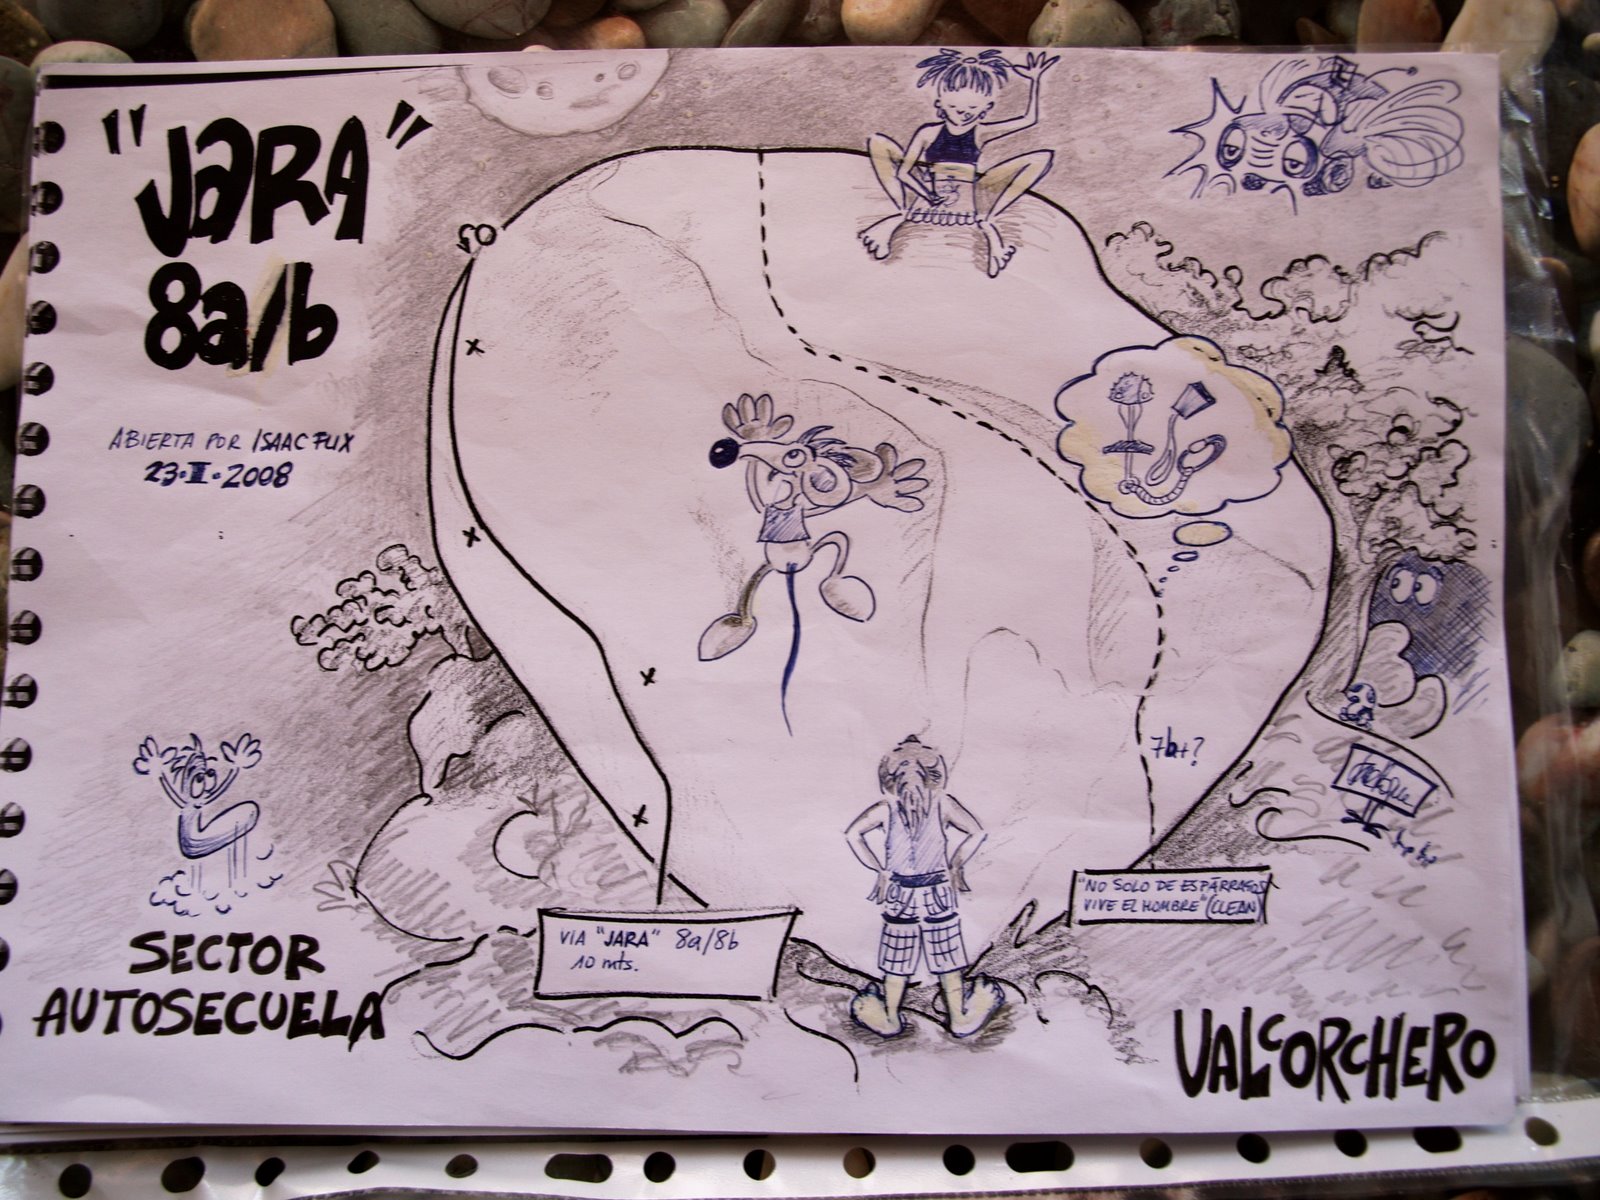 "JARA"
8a/b
ABIERTA POR ISAAC FLIX
23·II·2008
7b+?
"NO SOLO DE ESPÁRRAGOS
VIVE EL HOMBRE" (CLEAN)
VIA "JARA" 8a/8b
10 mts.
SECTOR
AUTOSECUELA
VALCORCHERO